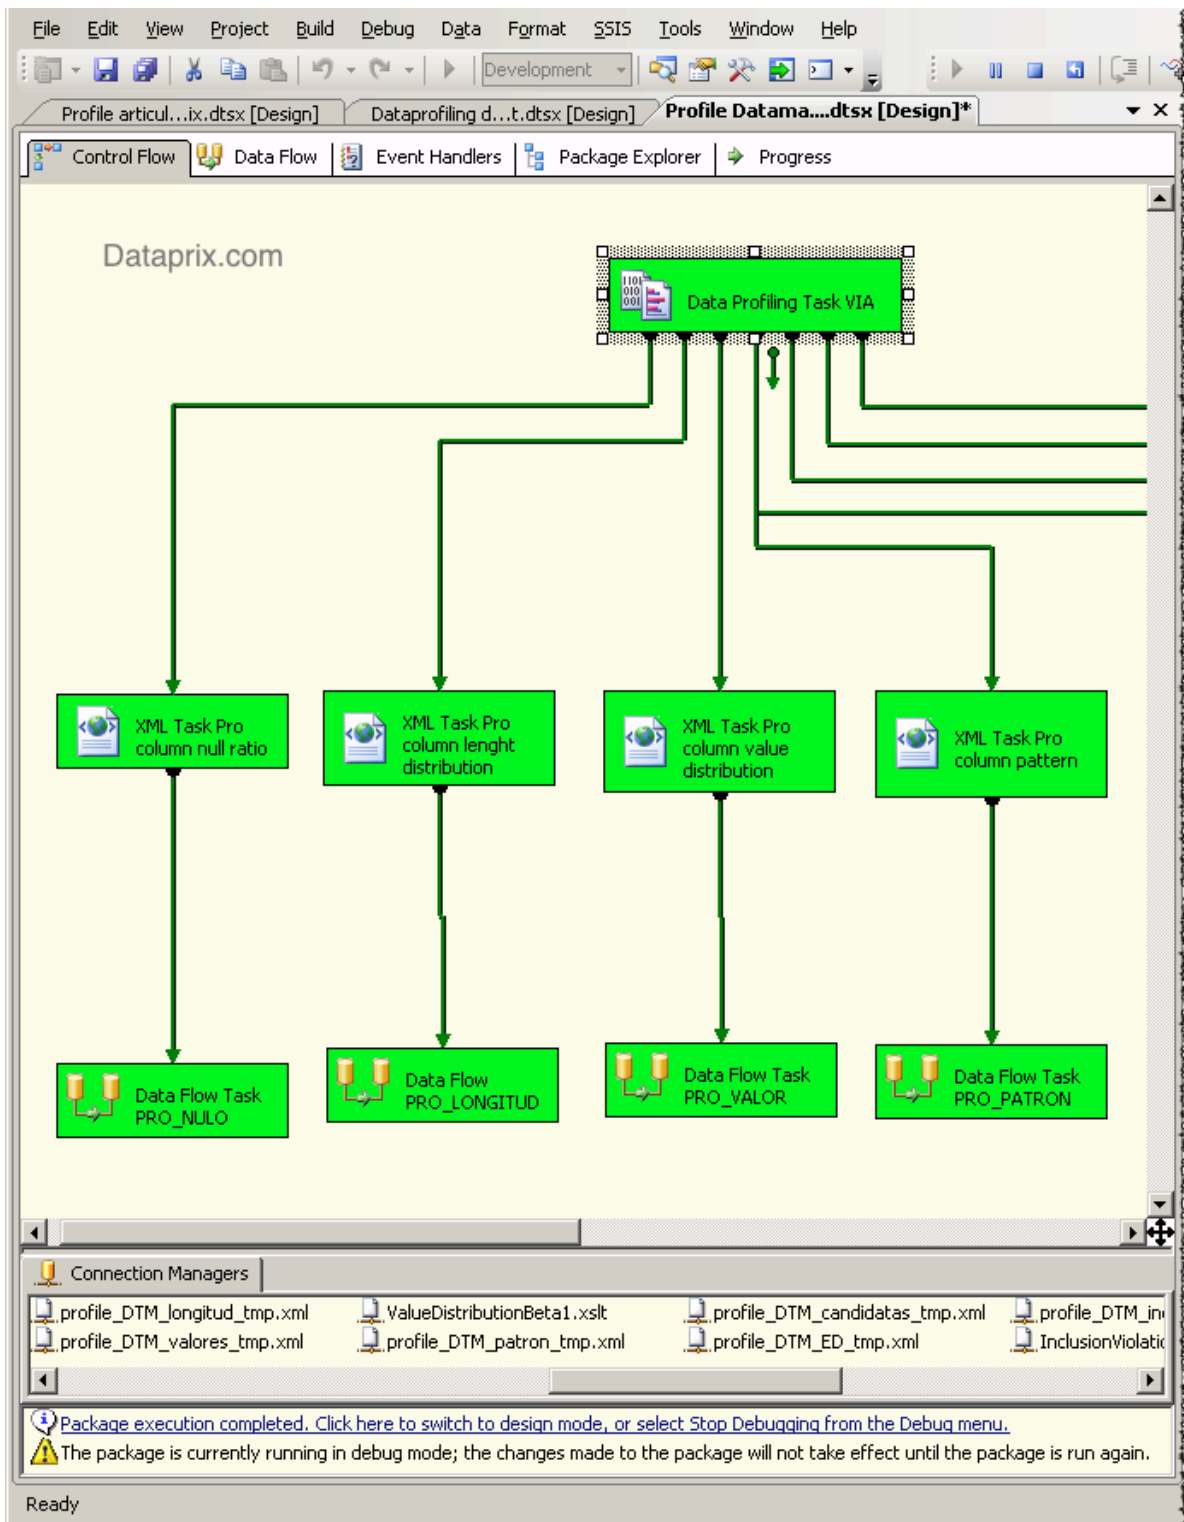 File Edit View Project Build Debug Data Format SSIS Tools Window Help
Development
Profile articul...ix.dtsx [Design] Dataprofiling d...t.dtsx [Design] Profile Datama....dtsx [Design]*
Control Flow Data Flow Event Handlers Package Explorer Progress
Dataprix.com
Data Profiling Task VIA
XML Task Pro
column null ratio
XML Task Pro
column lenght
distribution
XML Task Pro
column value
distribution
XML Task Pro
column pattern
Data Flow Task
PRO_NULO
Data Flow
PRO_LONGITUD
Data Flow Task
PRO_VALOR
Data Flow Task
PRO_PATRON
Connection Managers
profile_DTM_longitud_tmp.xml ValueDistributionBeta1.xslt profile_DTM_candidatas_tmp.xml profile_DTM_in
profile_DTM_valores_tmp.xml profile_DTM_patron_tmp.xml profile_DTM_ED_tmp.xml InclusionViolati
Package execution completed. Click here to switch to design mode, or select Stop Debugging from the Debug menu.
The package is currently running in debug mode; the changes made to the package will not take effect until the package is run again.
Ready